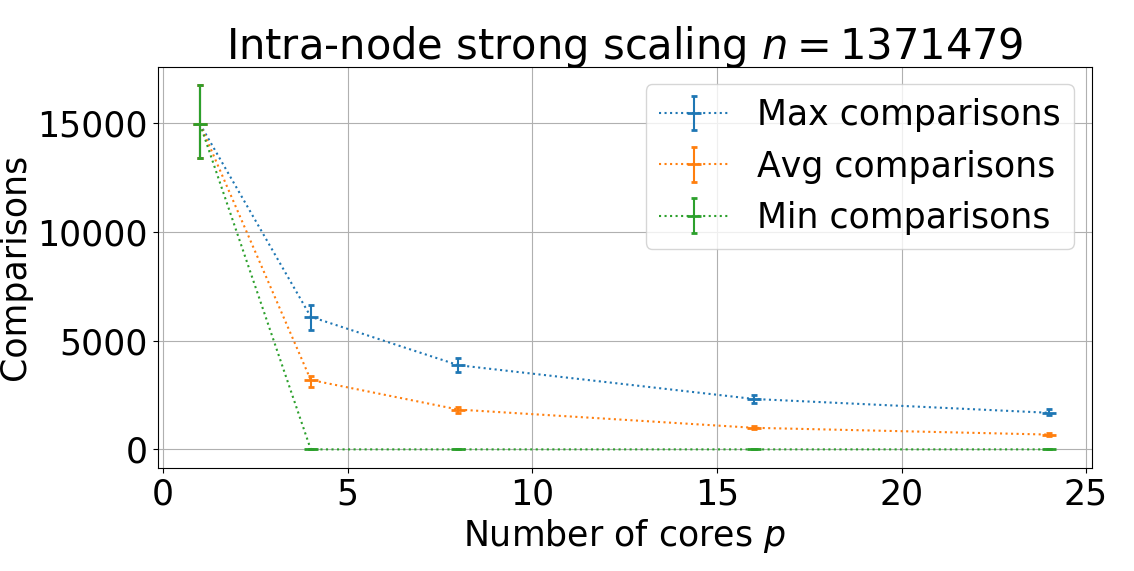 Intra-node strong scaling n = 1371479
Comparisons
15000
10000
5000
0
Max comparisons
Avg comparisons
Min comparisons
0 5 10 15 20 25
Number of cores p